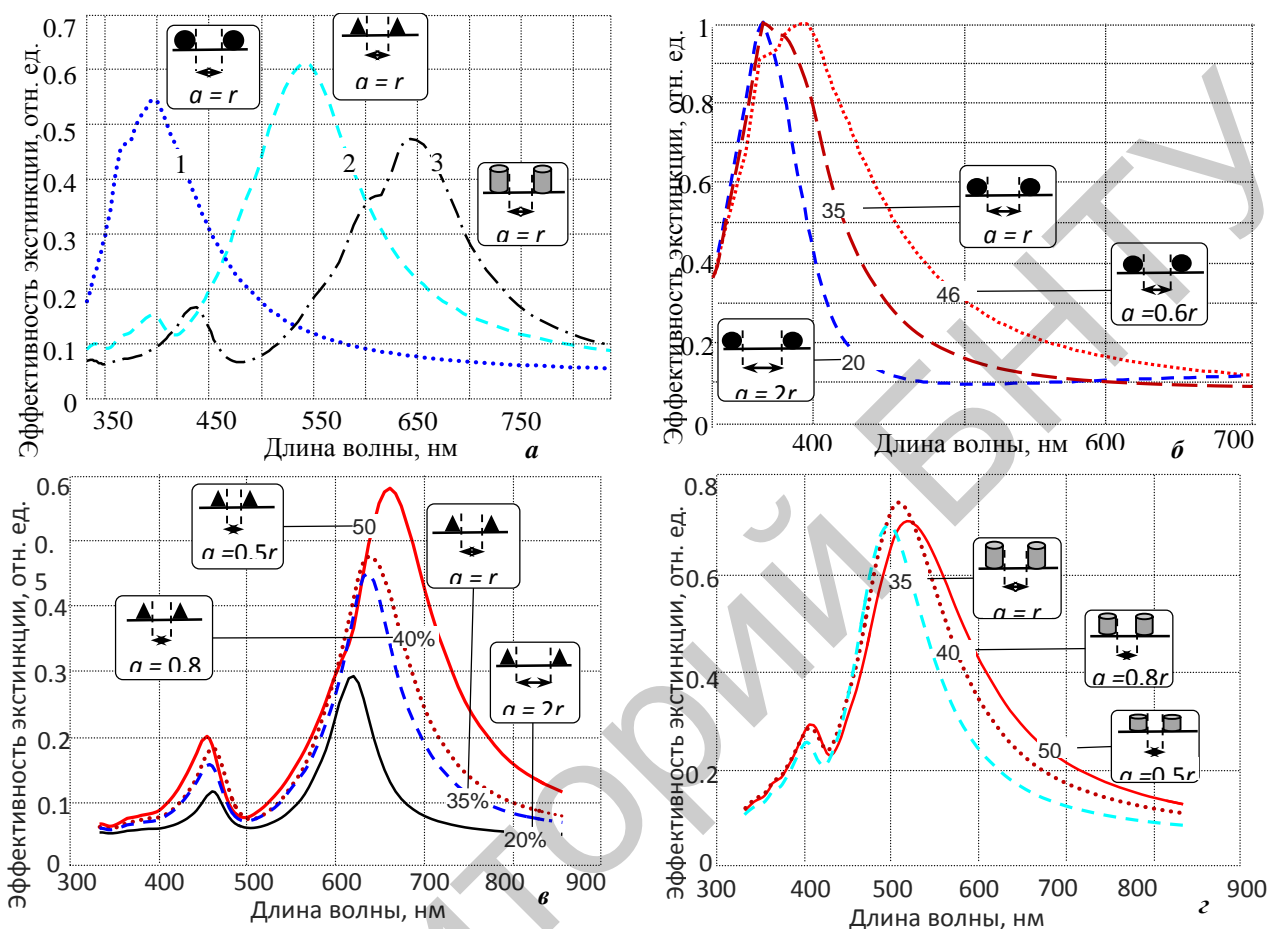 Эффективность экстинкции, отн. ед.
0.7
0.6
0.5
0.4
0.3
0.2
0.1
0
a = r
a = r
a = r
1
2
3
350
450
550
650
750
Длина волны, нм
а
Эффективность экстинкции, отн. ед.
1
0.8
0.6
0.4
0.2
0
35
a = r
46
a =0.6r
20
a = 2r
400
600
700
Длина волны, нм
б
Эффективность экстинкции, отн. ед.
0.6
0.
5
0.4
0.3
0.2
0.1
0
a =0.5r
50
a = r
a = 0.8
40%
a = 2r
35%
20%
300
400
500
600
700
800
900
Длина волны, нм
в
Эффективность экстинкции, отн. ед.
0.8
0.6
0.4
0.2
0
35
a = r
40
a =0.8r
50
a =0.5r
300
400
500
600
700
800
900
Длина волны, нм
г
иторий БНТУ